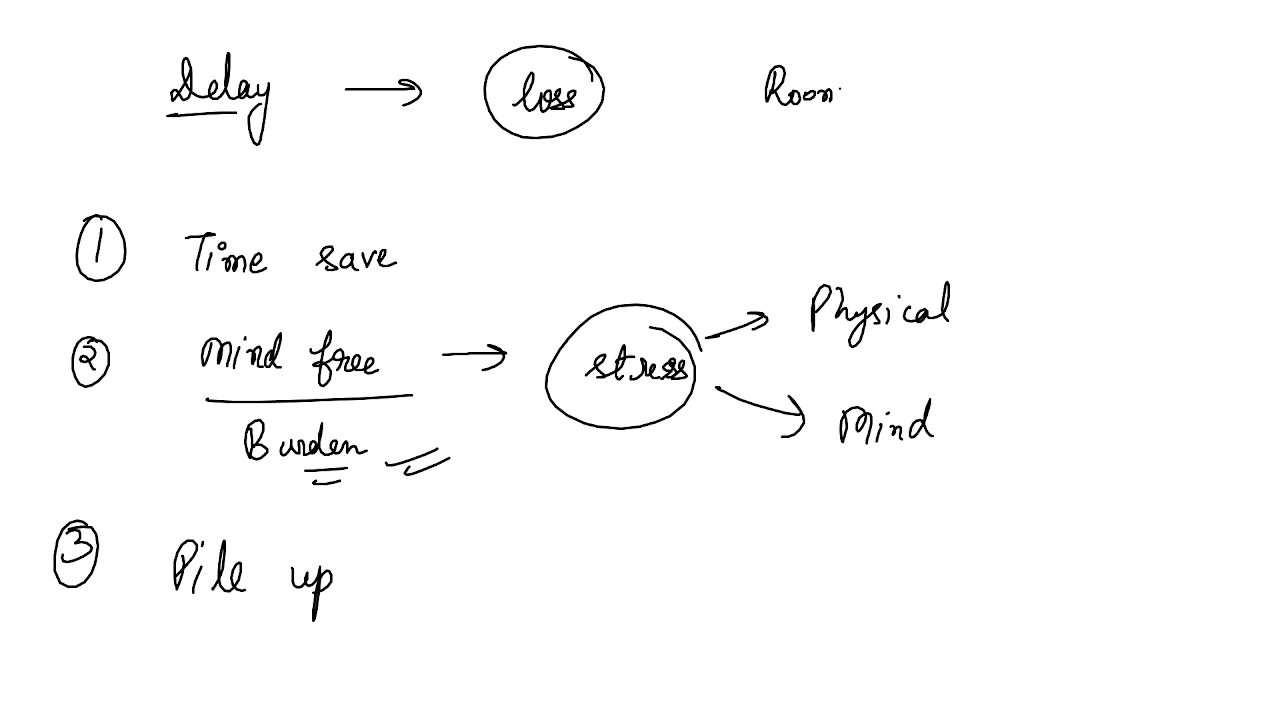 Delay → loss Room
① Time save
② Mind free → stress → Physical
→ Mind
Burden
③ Pile up